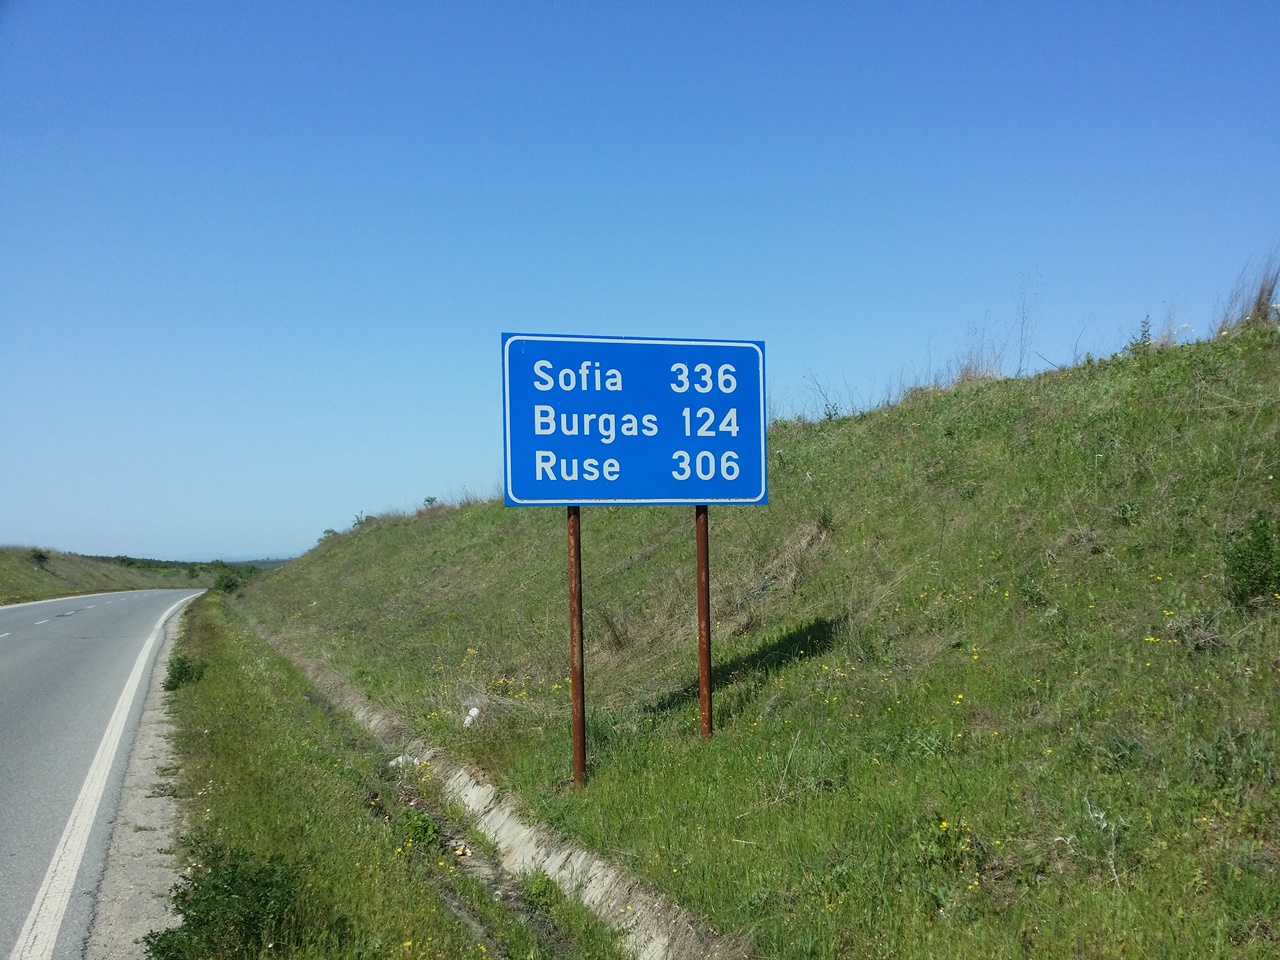 Sofia 336
Burgas 124
Ruse 306